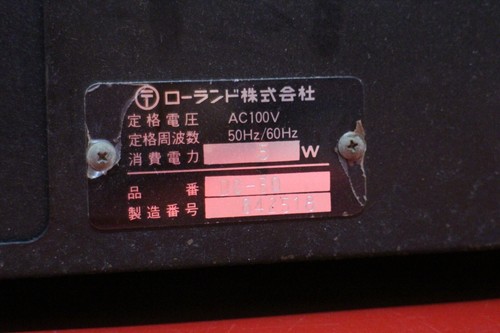 〒 ローランド株式会社
定格電圧 AC100V
定格周波数 50Hz/60Hz
消費電力 5 W
品番
製造番号